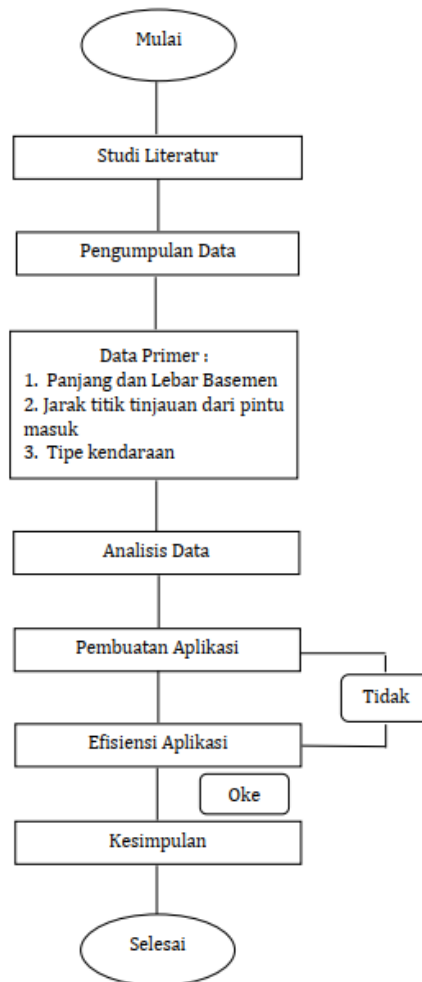 Mulai
Studi Literatur
Pengumpulan Data
Data Primer :
1. Panjang dan Lebar Basemen
2. Jarak titik tinjauan dari pintu
masuk
3. Tipe kendaraan
Analisis Data
Pembuatan Aplikasi
Tidak
Efisiensi Aplikasi
Oke
Kesimpulan
Selesai